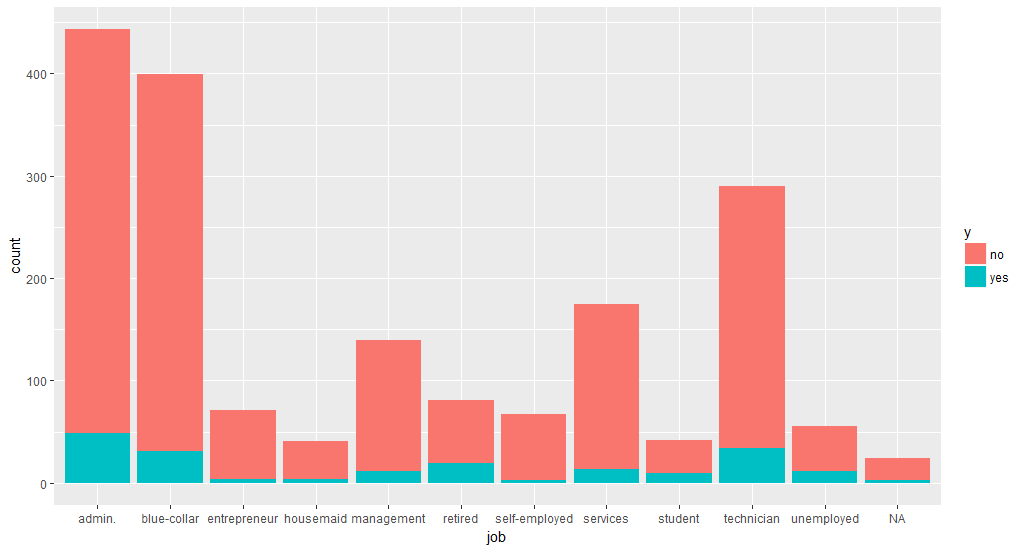 400
300
200
100
0
count
admin. blue-collar entrepreneur housemaid management retired self-employed services student technician unemployed NA
job
y
no
yes